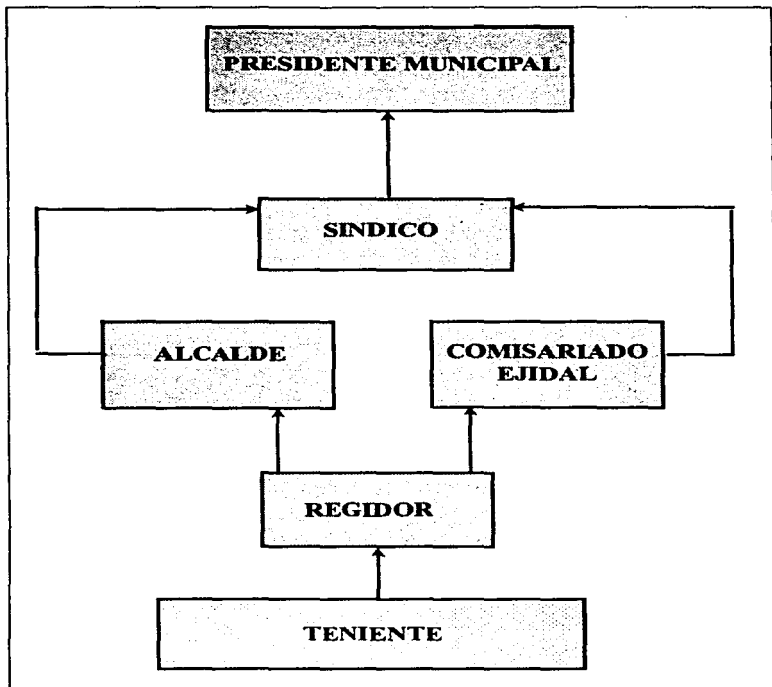 PRESIDENTE MUNICIPAL
SINDICO
ALCALDE
COMISARIADO
EJIDAL
REGIDOR
TENIENTE